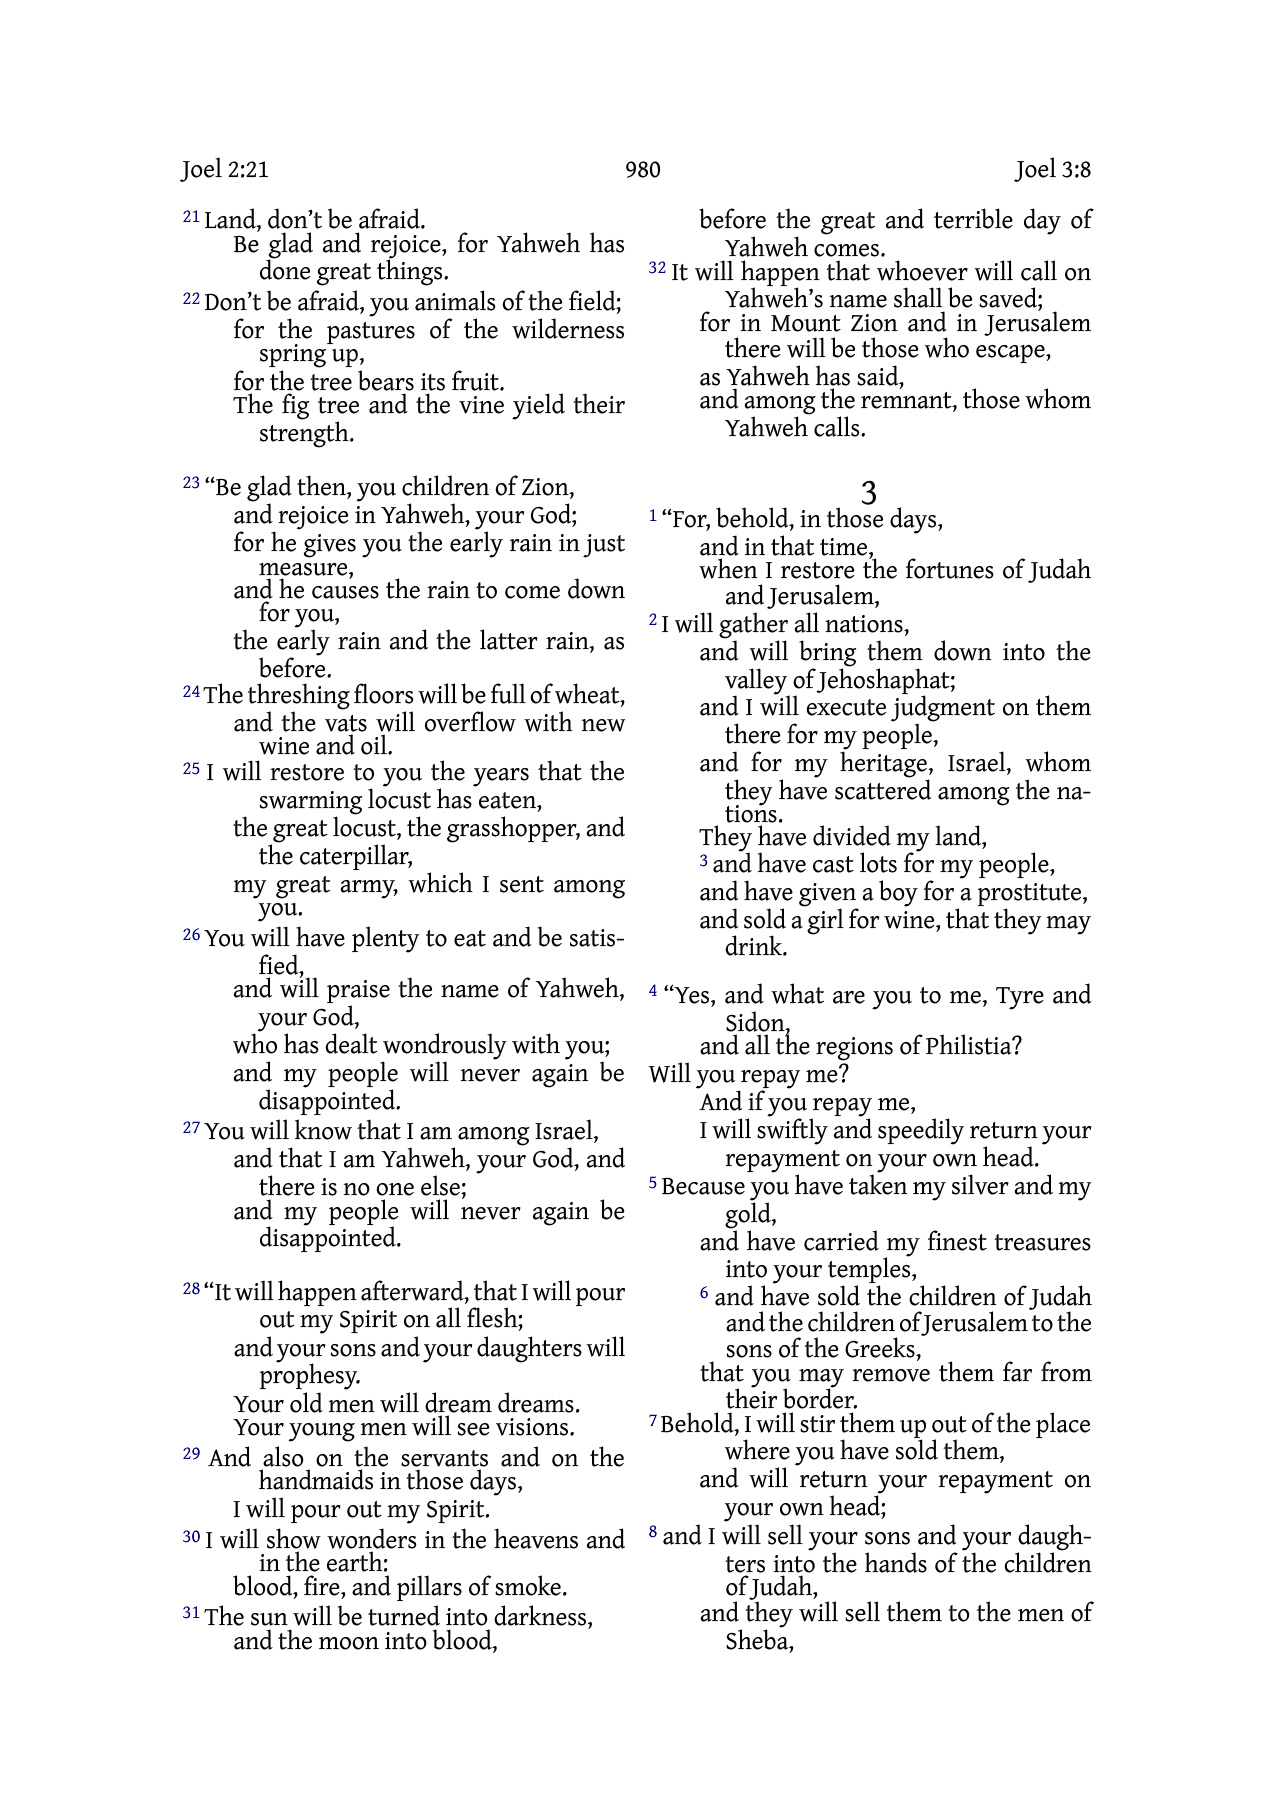 Joel 2:21 980 Joel 3:8
21 Land, don’t be afraid.
Be glad and rejoice, for Yahweh has
done great things.
22 Don’t be afraid, you animals of the field;
for the pastures of the wilderness
spring up,
for the tree bears its fruit.
The fig tree and the vine yield their
strength.
23 “Be glad then, you children of Zion,
and rejoice in Yahweh, your God;
for he gives you the early rain in just
measure,
and he causes the rain to come down
for you,
the early rain and the latter rain, as
before.
24 The threshing floors will be full of wheat,
and the vats will overflow with new
wine and oil.
25 I will restore to you the years that the
swarming locust has eaten,
the great locust, the grasshopper, and
the caterpillar,
my great army, which I sent among
you.
26 You will have plenty to eat and be satis-
fied,
and will praise the name of Yahweh,
your God,
who has dealt wondrously with you;
and my people will never again be
disappointed.
27 You will know that I am among Israel,
and that I am Yahweh, your God, and
there is no one else;
and my people will never again be
disappointed.
28 “It will happen afterward, that I will pour
out my Spirit on all flesh;
and your sons and your daughters will
prophesy.
Your old men will dream dreams.
Your young men will see visions.
29 And also on the servants and on the
handmaids in those days,
I will pour out my Spirit.
30 I will show wonders in the heavens and
in the earth:
blood, fire, and pillars of smoke.
31 The sun will be turned into darkness,
and the moon into blood,
before the great and terrible day of
Yahweh comes.
32 It will happen that whoever will call on
Yahweh’s name shall be saved;
for in Mount Zion and in Jerusalem
there will be those who escape,
as Yahweh has said,
and among the remnant, those whom
Yahweh calls.
3
1 “For, behold, in those days,
and in that time,
when I restore the fortunes of Judah
and Jerusalem,
2 I will gather all nations,
and will bring them down into the
valley of Jehoshaphat;
and I will execute judgment on them
there for my people,
and for my heritage, Israel, whom
they have scattered among the na-
tions.
They have divided my land,
3 and have cast lots for my people,
and have given a boy for a prostitute,
and sold a girl for wine, that they may
drink.
4 “Yes, and what are you to me, Tyre and
Sidon,
and all the regions of Philistia?
Will you repay me?
And if you repay me,
I will swiftly and speedily return your
repayment on your own head.
5 Because you have taken my silver and my
gold,
and have carried my finest treasures
into your temples,
6 and have sold the children of Judah
and the children of Jerusalem to the
sons of the Greeks,
that you may remove them far from
their border.
7 Behold, I will stir them up out of the place
where you have sold them,
and will return your repayment on
your own head;
8 and I will sell your sons and your daugh-
ters into the hands of the children
of Judah,
and they will sell them to the men of
Sheba,